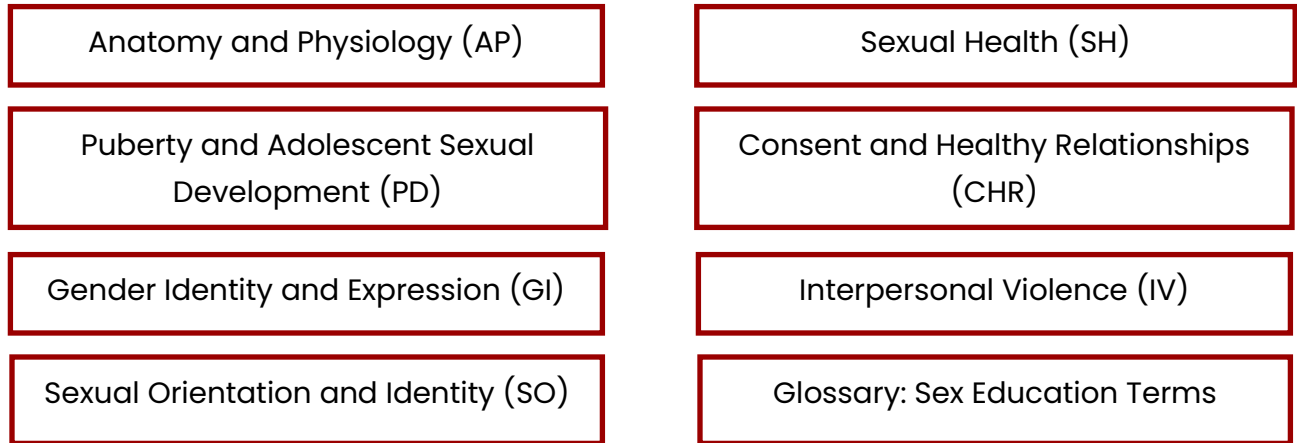 Anatomy and Physiology (AP)
Sexual Health (SH)
Puberty and Adolescent Sexual
Development (PD)
Consent and Healthy Relationships
(CHR)
Gender Identity and Expression (GI)
Interpersonal Violence (IV)
Sexual Orientation and Identity (SO)
Glossary: Sex Education Terms